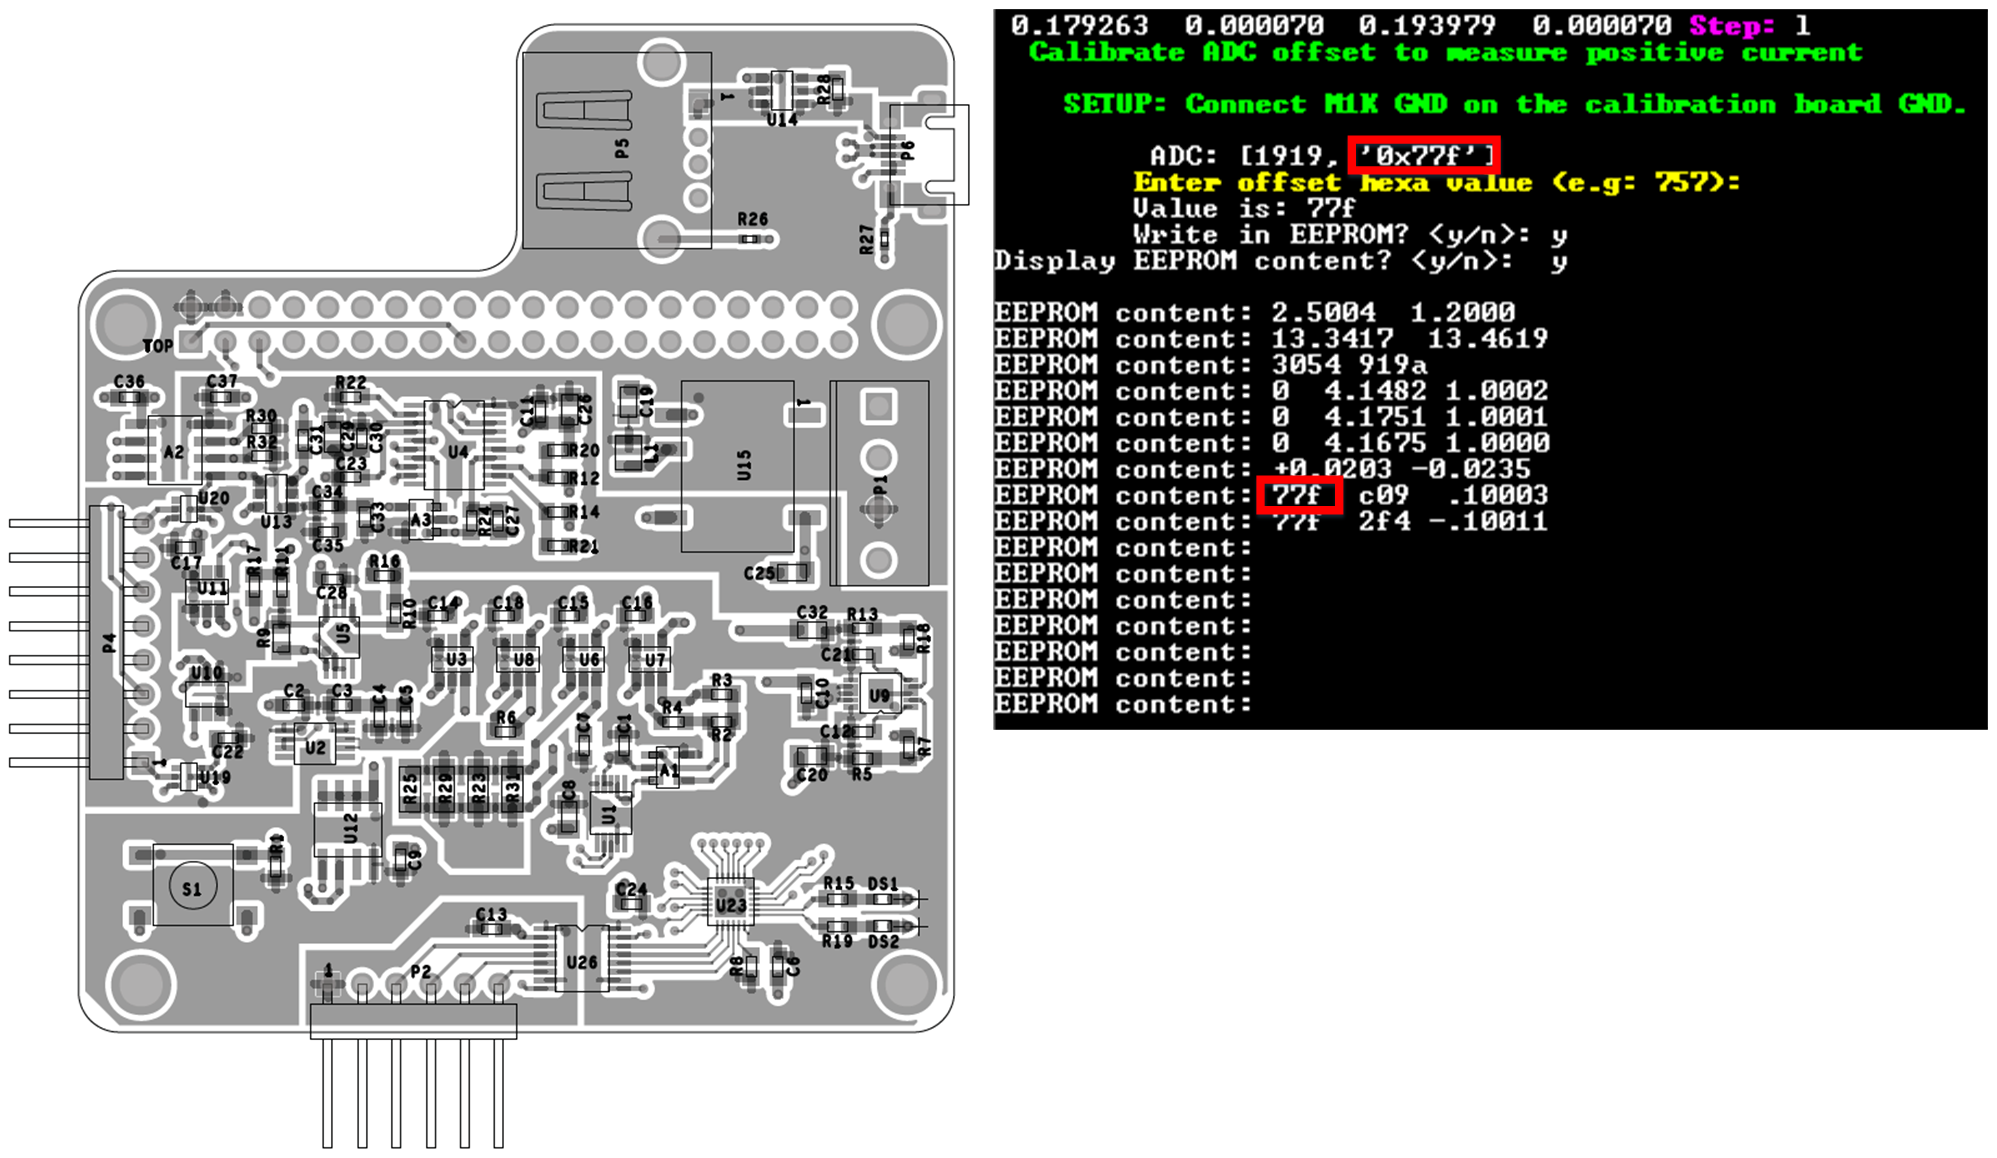 1
U14
R28
P5
P6
R26
R27
TOP
C36
C37
R22
C11
C26
C19
1
R30
R32
C31
C29
C30
A2
U4
R20
L1
U15
P1
C23
R12
U20
U13
C34
C33
A3
R24
C27
R14
C35
R21
C17
R17
R11
R16
C25
U11
C28
R10
C14
C18
C15
C16
C32
R13
R18
P4
R9
U5
U3
U8
U6
U7
C21
U10
C2
C3
C4
C5
R3
C10
U9
R6
R4
R2
C7
C1
C12
R7
C22
U2
1
U19
R25
R29
R23
R31
A1
C20
R5
C8
U1
U12
C9
R1
S1
C24
U23
R15
DS1
C13
R19
DS2
1
P2
U26
R8
C6
0.179263 0.000070 0.193979 0.000070 Step: 1
Calibrate ADC offset to measure positive current
SETUP: Connect M1K GND on the calibration board GND.
ADC: [1919, '0x77f']
Enter offset hexa value (e.g: 757):
Value is: 77f
Write in EEPROM? <y/n>: y
Display EEPROM content? <y/n>: y
EEPROM content: 2.5004 1.2000
EEPROM content: 13.3417 13.4619
EEPROM content: 3054 919a
EEPROM content: 0 4.1482 1.0002
EEPROM content: 0 4.1751 1.0001
EEPROM content: 0 4.1675 1.0000
EEPROM content: +0.0203 -0.0235
EEPROM content: 77f c09 .10003
EEPROM content: 77f 2f4 -.10011
EEPROM content:
EEPROM content:
EEPROM content:
EEPROM content:
EEPROM content:
EEPROM content:
EEPROM content: